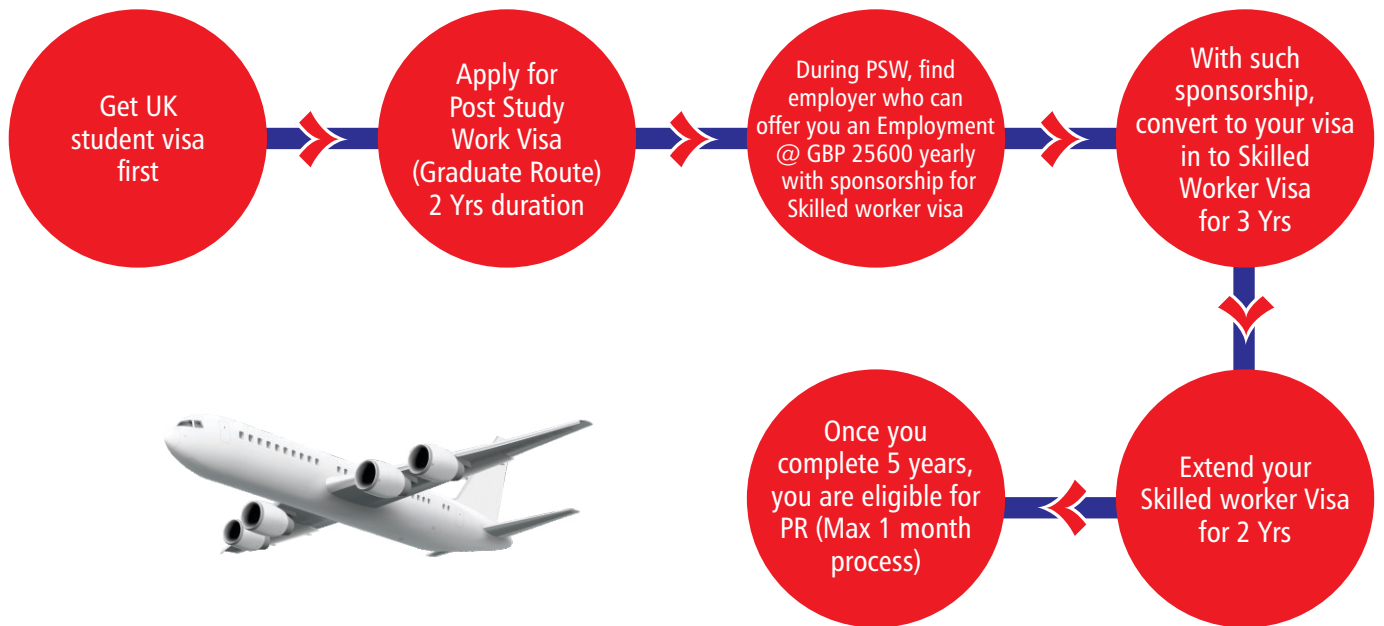 Get UK
student visa
first
Apply for
Post Study
Work Visa
(Graduate Route)
2 Yrs duration
During PSW, find
employer who can
offer you an Employment
@ GBP 25600 yearly
with sponsorship for
Skilled worker visa
With such
sponsorship,
convert to your visa
in to Skilled
Worker Visa
for 3 Yrs
Extend your
Skilled worker Visa
for 2 Yrs
Once you
complete 5 years,
you are eligible for
PR (Max 1 month
process)